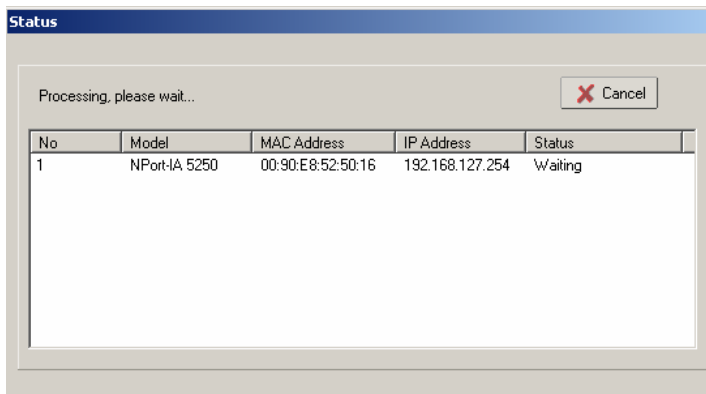 Status
Processing, please wait...
Cancel
No Model MAC Address IP Address Status
1 NPort-IA 5250 00:90:E8:52:50:16 192.168.127.254 Waiting